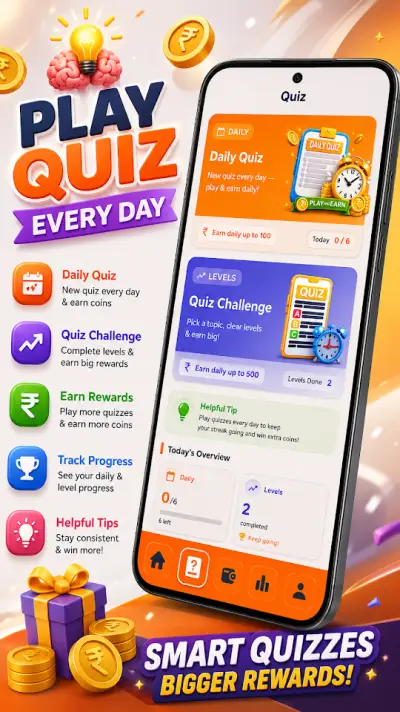 PLAY
QUIZ
EVERY DAY
Daily Quiz
New quiz every day
& earn coins
Quiz Challenge
Complete levels &
earn big rewards
₹
Earn Rewards
Play more quizzes
& earn more coins
Track Progress
See your daily &
level progress
Helpful Tips
Stay consistent
& win more!
Quiz
DAILY
Daily Quiz
New quiz every day —
play & earn daily!
DAILY QUIZ
PLAY AND EARN
₹ Earn daily up to 100
Today 0 / 6
LEVELS
Quiz Challenge
Pick a topic, clear levels
& earn big!
QUIZ
A
B
C
₹ Earn daily up to 500
Levels Done 2
Helpful Tip
Play quizzes every day to keep
your streak going and win extra coins!
Today's Overview
Daily
0/6
6 left
Levels
2
completed
Keep going!
?
SMART QUIZZES
BIGGER REWARDS!